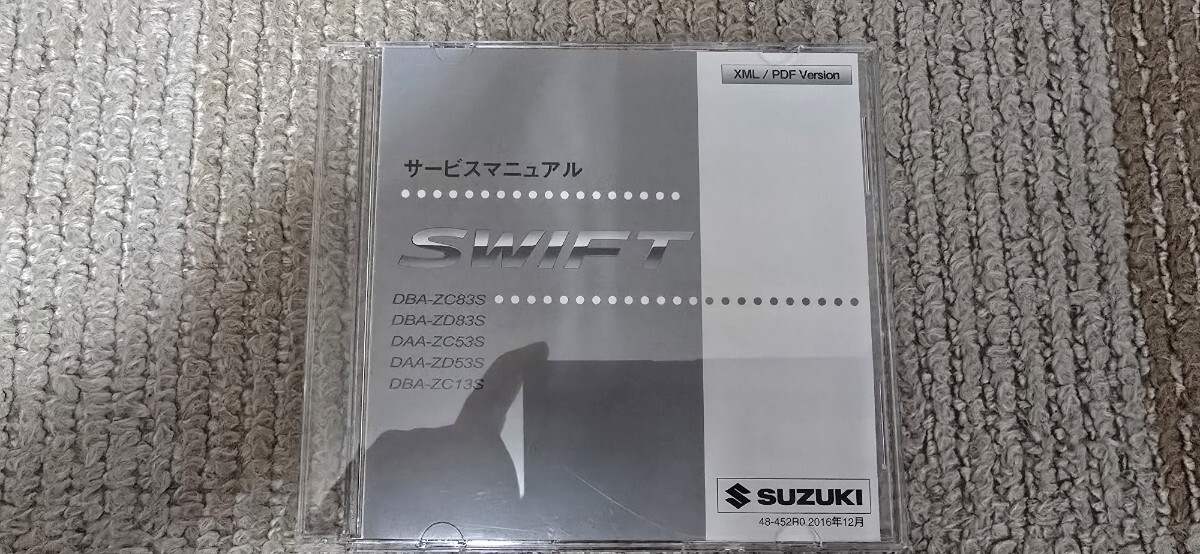 XML / PDF Version
サービスマニュアル
SWIFT
DBA-ZC83S
DBA-ZD83S
DAA-ZC53S
DAA-ZD53S
DBA-ZC13S
SUZUKI
48-452R0 2016年12月